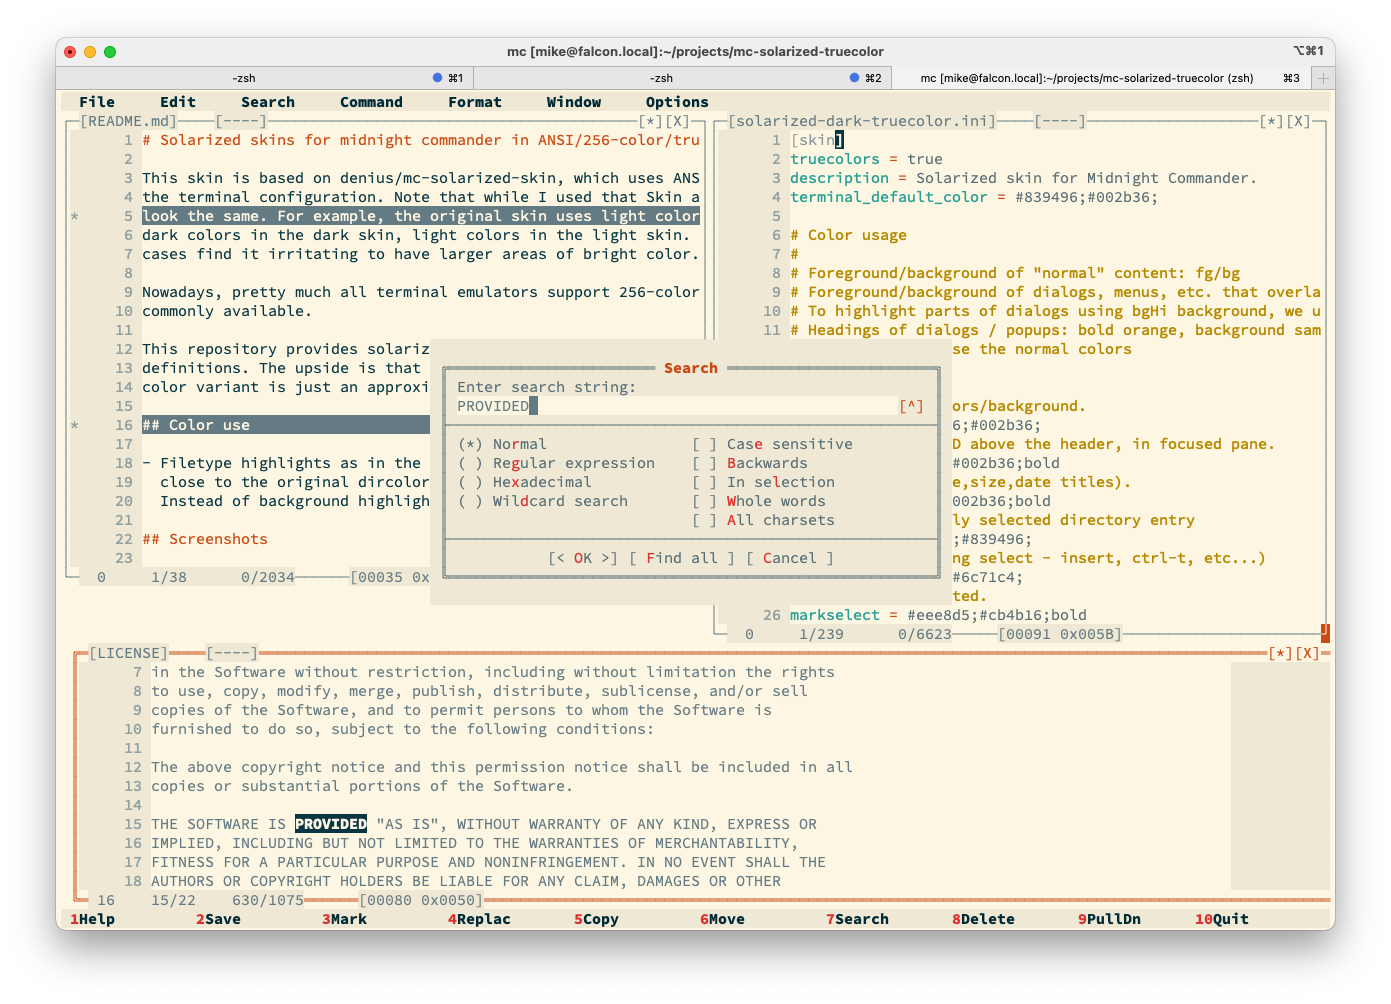 mc [mike@falcon.local]:~/projects/mc-solarized-truecolor
⌥⌘1
-zsh ⌘1
-zsh ⌘2
mc [mike@falcon.local]:~/projects/mc-solarized-truecolor (zsh) ⌘3
File Edit Search Command Format Window Options
[README.md] [----] [*][X]
1 # Solarized skins for midnight commander in ANSI/256-color/tru
2
3 This skin is based on denius/mc-solarized-skin, which uses ANS
4 the terminal configuration. Note that while I used that Skin a
* 5 look the same. For example, the original skin uses light color
6 dark colors in the dark skin, light colors in the light skin.
7 cases find it irritating to have larger areas of bright color.
8
9 Nowadays, pretty much all terminal emulators support 256-color
10 commonly available.
11
12 This repository provides solariz
13 definitions. The upside is that
14 color variant is just an approxi
15
* 16 ## Color use
17
18 - Filetype highlights as in the
19 close to the original dircolor
20 Instead of background highligh
21
22 ## Screenshots
23
0 1/38 0/2034 [00035 0x
[solarized-dark-truecolor.ini] [----] [*][X]
1 [skin]
2 truecolors = true
3 description = Solarized skin for Midnight Commander.
4 terminal_default_color = #839496;#002b36;
5
6 # Color usage
7 #
8 # Foreground/background of "normal" content: fg/bg
9 # Foreground/background of dialogs, menus, etc. that overla
10 # To highlight parts of dialogs using bgHi background, we u
11 # Headings of dialogs / popups: bold orange, background sam
se the normal colors
ors/background.
6;#002b36;
D above the header, in focused pane.
#002b36;bold
e,size,date titles).
002b36;bold
ly selected directory entry
;#839496;
ng select - insert, ctrl-t, etc...)
#6c71c4;
ted.
26 markselect = #eee8d5;#cb4b16;bold
0 1/239 0/6623 [00091 0x005B]
Search
Enter search string:
PROVIDED [^]
(*) Normal [ ] Case sensitive
( ) Regular expression [ ] Backwards
( ) Hexadecimal [ ] In selection
( ) Wildcard search [ ] Whole words
[ ] All charsets
[< OK >] [ Find all ] [ Cancel ]
[LICENSE] [----] [*][X]
7 in the Software without restriction, including without limitation the rights
8 to use, copy, modify, merge, publish, distribute, sublicense, and/or sell
9 copies of the Software, and to permit persons to whom the Software is
10 furnished to do so, subject to the following conditions:
11
12 The above copyright notice and this permission notice shall be included in all
13 copies or substantial portions of the Software.
14
15 THE SOFTWARE IS PROVIDED "AS IS", WITHOUT WARRANTY OF ANY KIND, EXPRESS OR
16 IMPLIED, INCLUDING BUT NOT LIMITED TO THE WARRANTIES OF MERCHANTABILITY,
17 FITNESS FOR A PARTICULAR PURPOSE AND NONINFRINGEMENT. IN NO EVENT SHALL THE
18 AUTHORS OR COPYRIGHT HOLDERS BE LIABLE FOR ANY CLAIM, DAMAGES OR OTHER
16 15/22 630/1075 [00080 0x0050]
1Help 2Save 3Mark 4Replac 5Copy 6Move 7Search 8Delete 9PullDn 10Quit